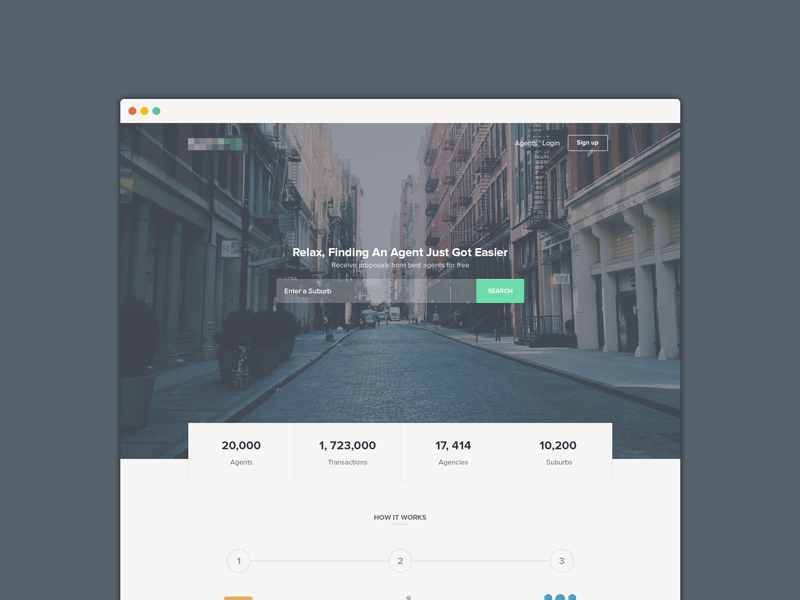 Agents Login Sign up
Relax, Finding An Agent Just Got Easier
Receive proposals from best agents for free
Enter a Suburb SEARCH
20,000 1, 723,000 17, 414 10,200
Agents Transactions Agencies Suburbs
HOW IT WORKS
1 2 3